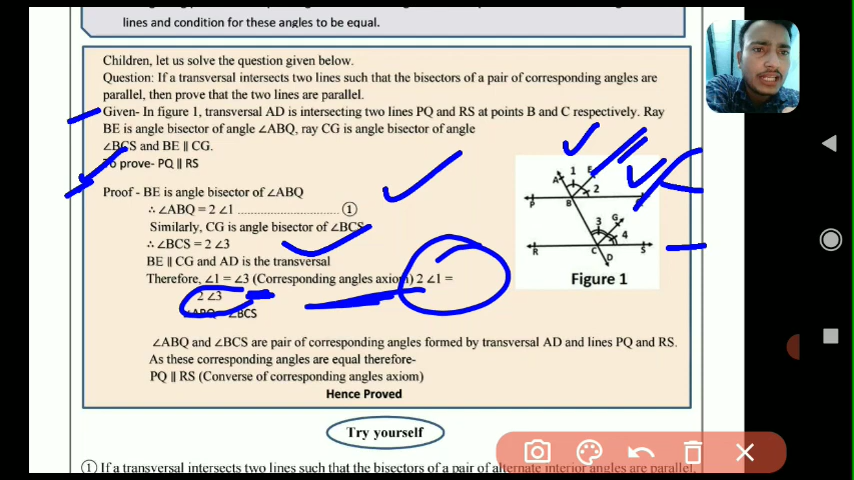 lines and condition for these angles to be equal.
Children, let us solve the question given below.
Question: If a transversal intersects two lines such that the bisectors of a pair of corresponding angles are
parallel, then prove that the two lines are parallel.
Given- In figure 1, transversal AD is intersecting two lines PQ and RS at points B and C respectively. Ray
BE is angle bisector of angle ∠ABQ, ray CG is angle bisector of angle
∠BCS and BE ∥ CG.
To prove- PQ ∥ RS
Proof - BE is angle bisector of ∠ABQ
∴ ∠ABQ = 2 ∠1 ................................... ①
Similarly, CG is angle bisector of ∠BCS
∴ ∠BCS = 2 ∠3
BE ∥ CG and AD is the transversal
Therefore, ∠1 = ∠3 (Corresponding angles axiom) 2 ∠1 =
2 ∠3
∠ABQ = ∠BCS
A 1 E
2
P B
3 G
4
R C S
D
Figure 1
∠ABQ and ∠BCS are pair of corresponding angles formed by transversal AD and lines PQ and RS.
As these corresponding angles are equal therefore-
PQ ∥ RS (Converse of corresponding angles axiom)
Hence Proved
Try yourself
① If a transversal intersects two lines such that the bisectors of a pair of alternate interior angles are parallel,